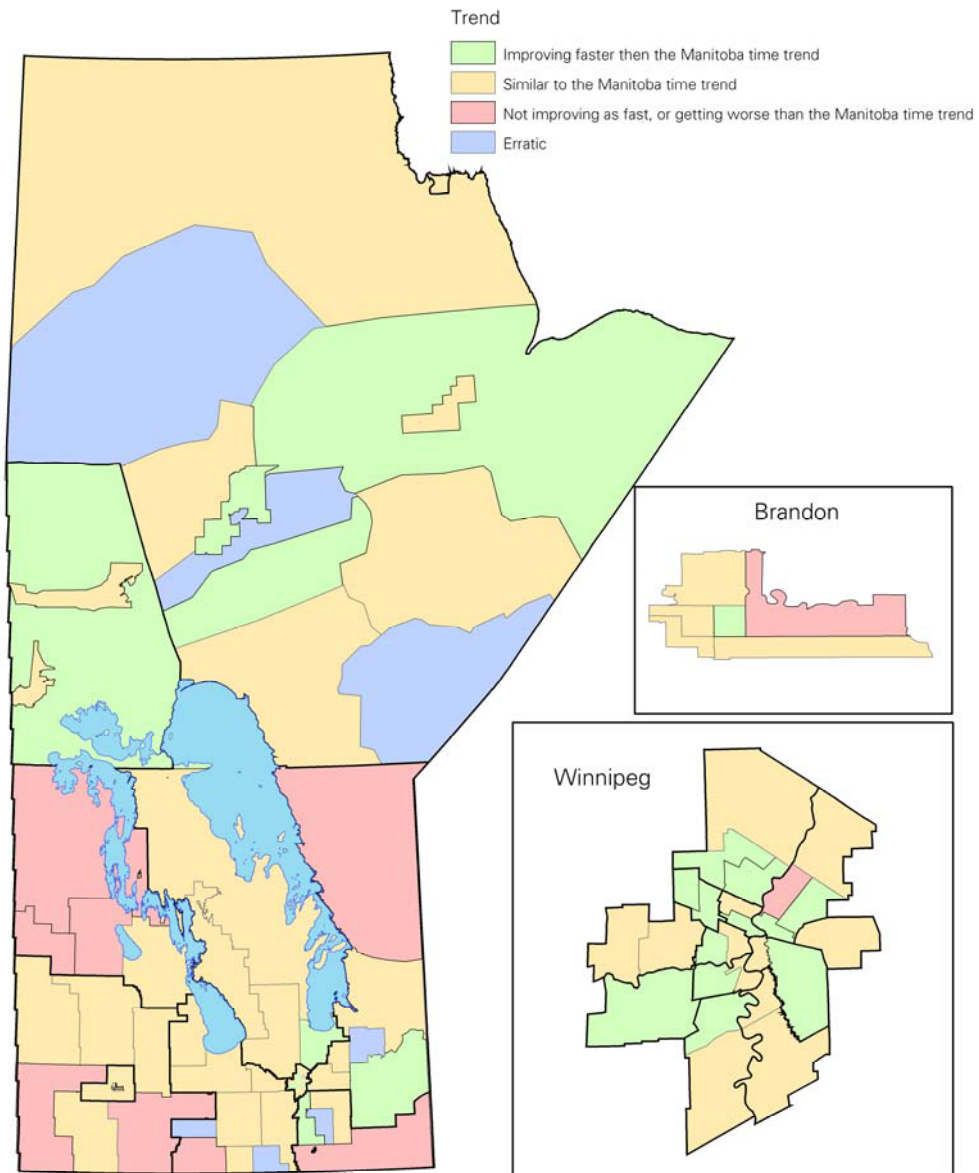 Trend
Improving faster then the Manitoba time trend
Similar to the Manitoba time trend
Not improving as fast, or getting worse than the Manitoba time trend
Erratic
Brandon
Winnipeg